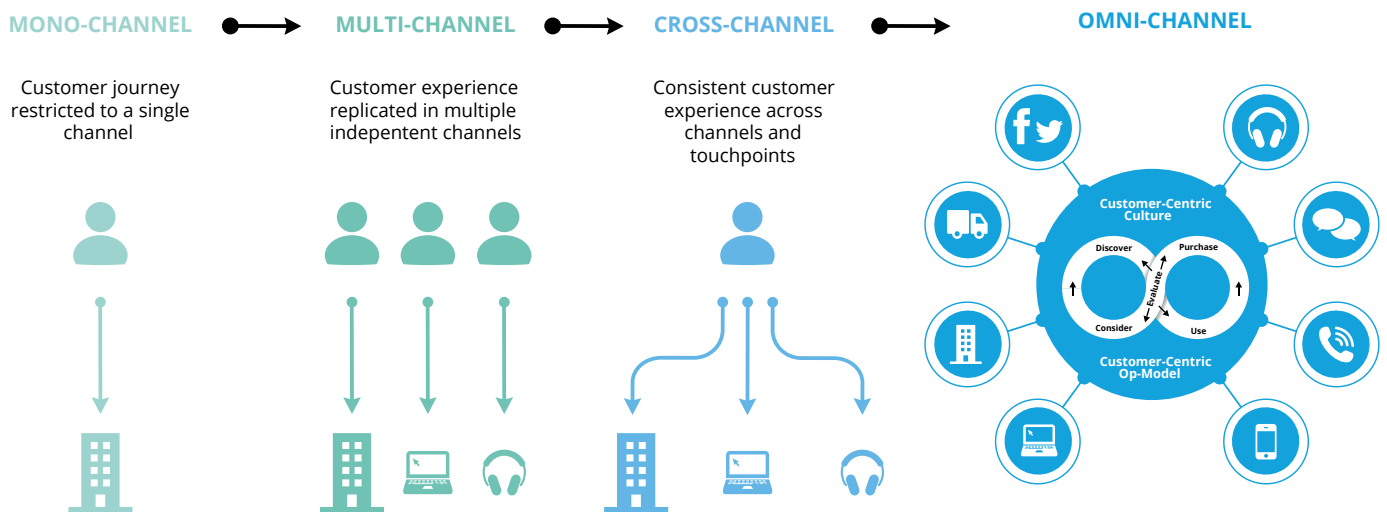 MONO-CHANNEL
MULTI-CHANNEL
CROSS-CHANNEL
OMNI-CHANNEL
Customer journey
restricted to a single
channel
Customer experience
replicated in multiple
indepentent channels
Consistent customer
experience across
channels and
touchpoints
Customer-Centric
Culture
Discover
Purchase
Evaluate
Consider
Use
Customer-Centric
Op-Model